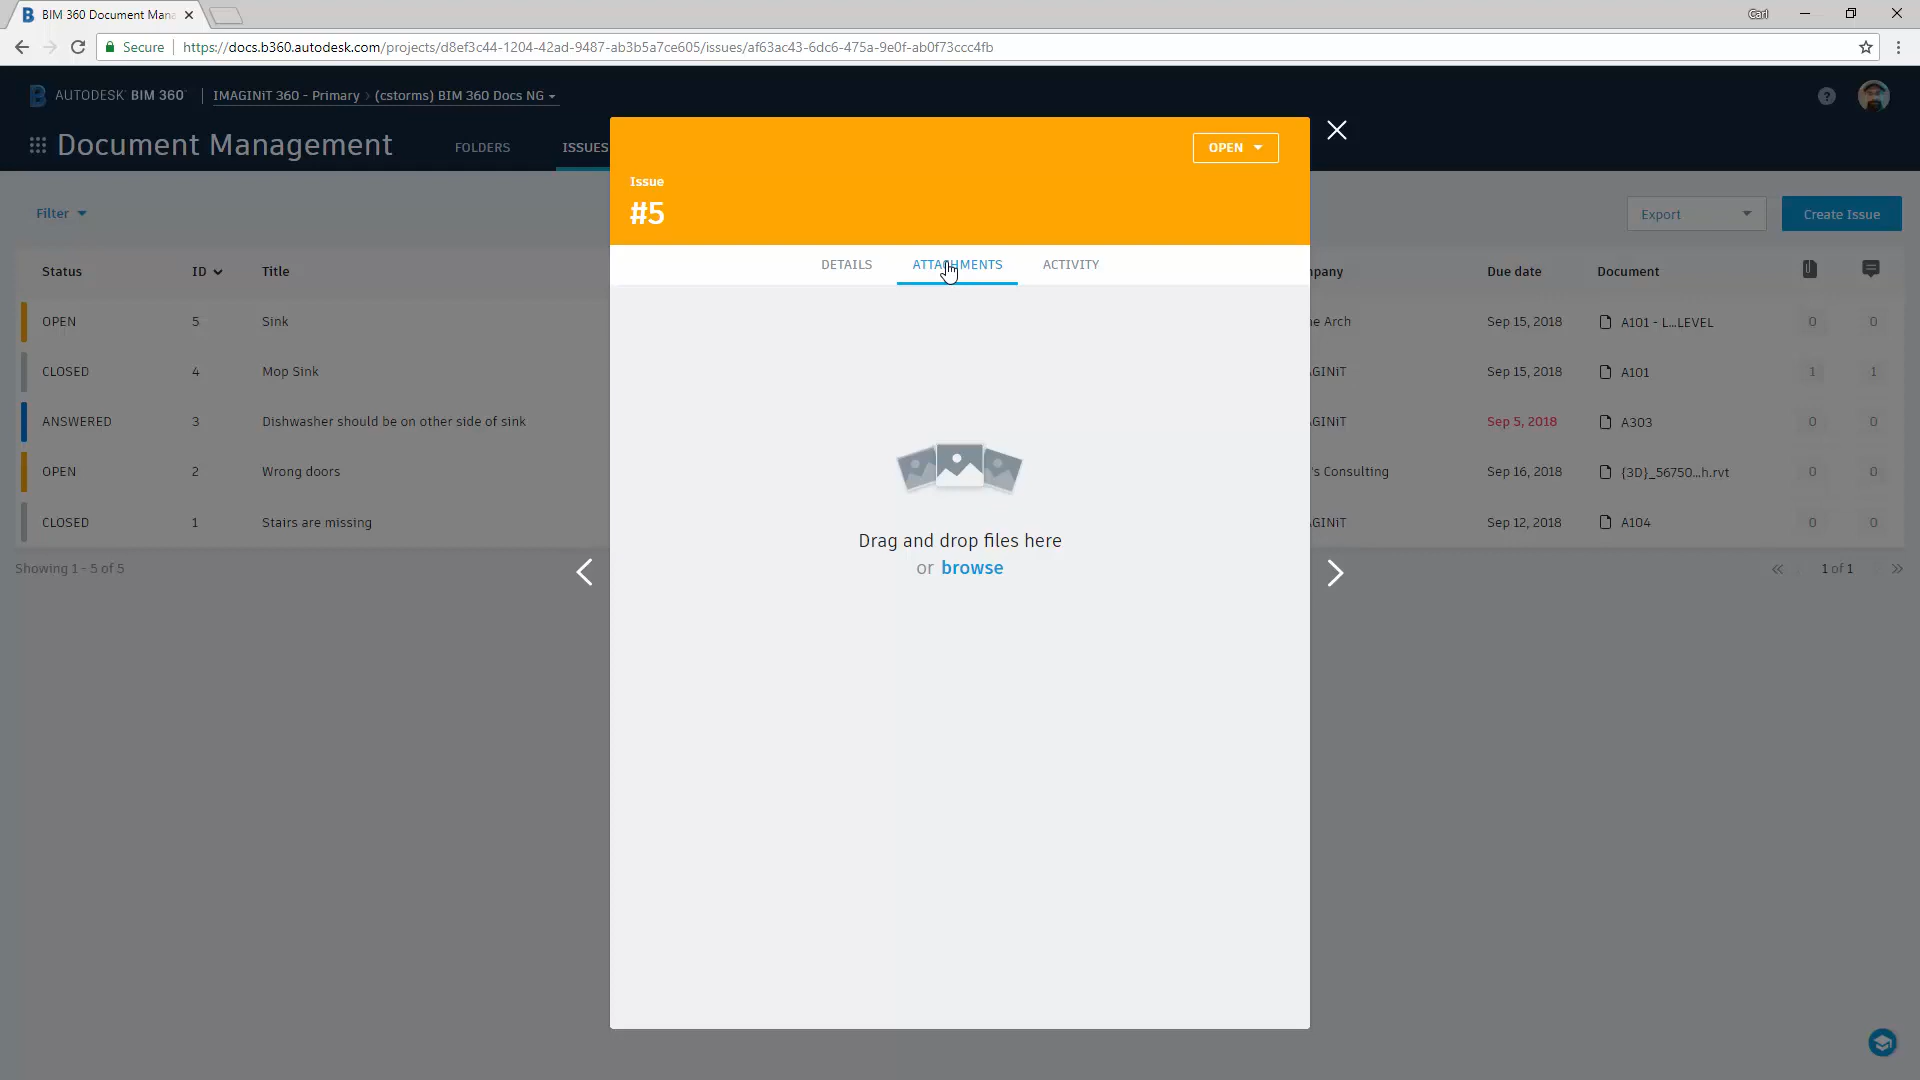 BIM 360 Document Mana
Carl
Secure
https://docs.b360.autodesk.com/projects/d8ef3c44-1204-42ad-9487-ab3b5a7ce605/issues/af63ac43-6dc6-475a-9e0f-ab0f73ccc4fb
AUTODESK BIM 360 IMAGINiT 360 - Primary > (cstorms) BIM 360 Docs NG
Document Management FOLDERS ISSUES
OPEN
Issue
#5
Filter
Export
Create Issue
DETAILS ATTACHMENTS ACTIVITY
Status ID Title mpany Due date Document
OPEN 5 Sink e Arch Sep 15, 2018 A101 - L...LEVEL 0 0
CLOSED 4 Mop Sink GINiT Sep 15, 2018 A101 1 1
ANSWERED 3 Dishwasher should be on other side of sink GINiT Sep 5, 2018 A303 0 0
OPEN 2 Wrong doors 's Consulting Sep 16, 2018 {3D}_56750...h.rvt 0 0
CLOSED 1 Stairs are missing GINiT Sep 12, 2018 A104 0 0
Drag and drop files here
or browse
Showing 1 - 5 of 5
1 of 1